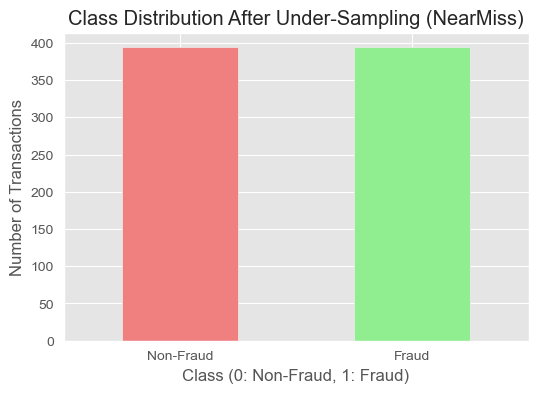 Class Distribution After Under-Sampling (NearMiss)
Number of Transactions
400
350
300
250
200
150
100
50
0
Non-Fraud
Fraud
Class (0: Non-Fraud, 1: Fraud)